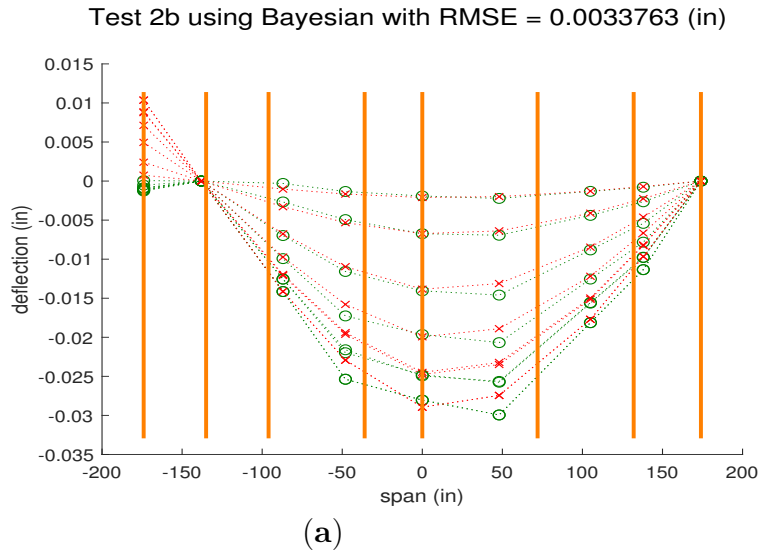 Test 2b using Bayesian with RMSE = 0.0033763 (in)
0.015
0.01
0.005
0
-0.005
-0.01
-0.015
-0.02
-0.025
-0.03
-0.035
deflection (in)
-200 -150 -100 -50 0 50 100 150 200
span (in)
(a)